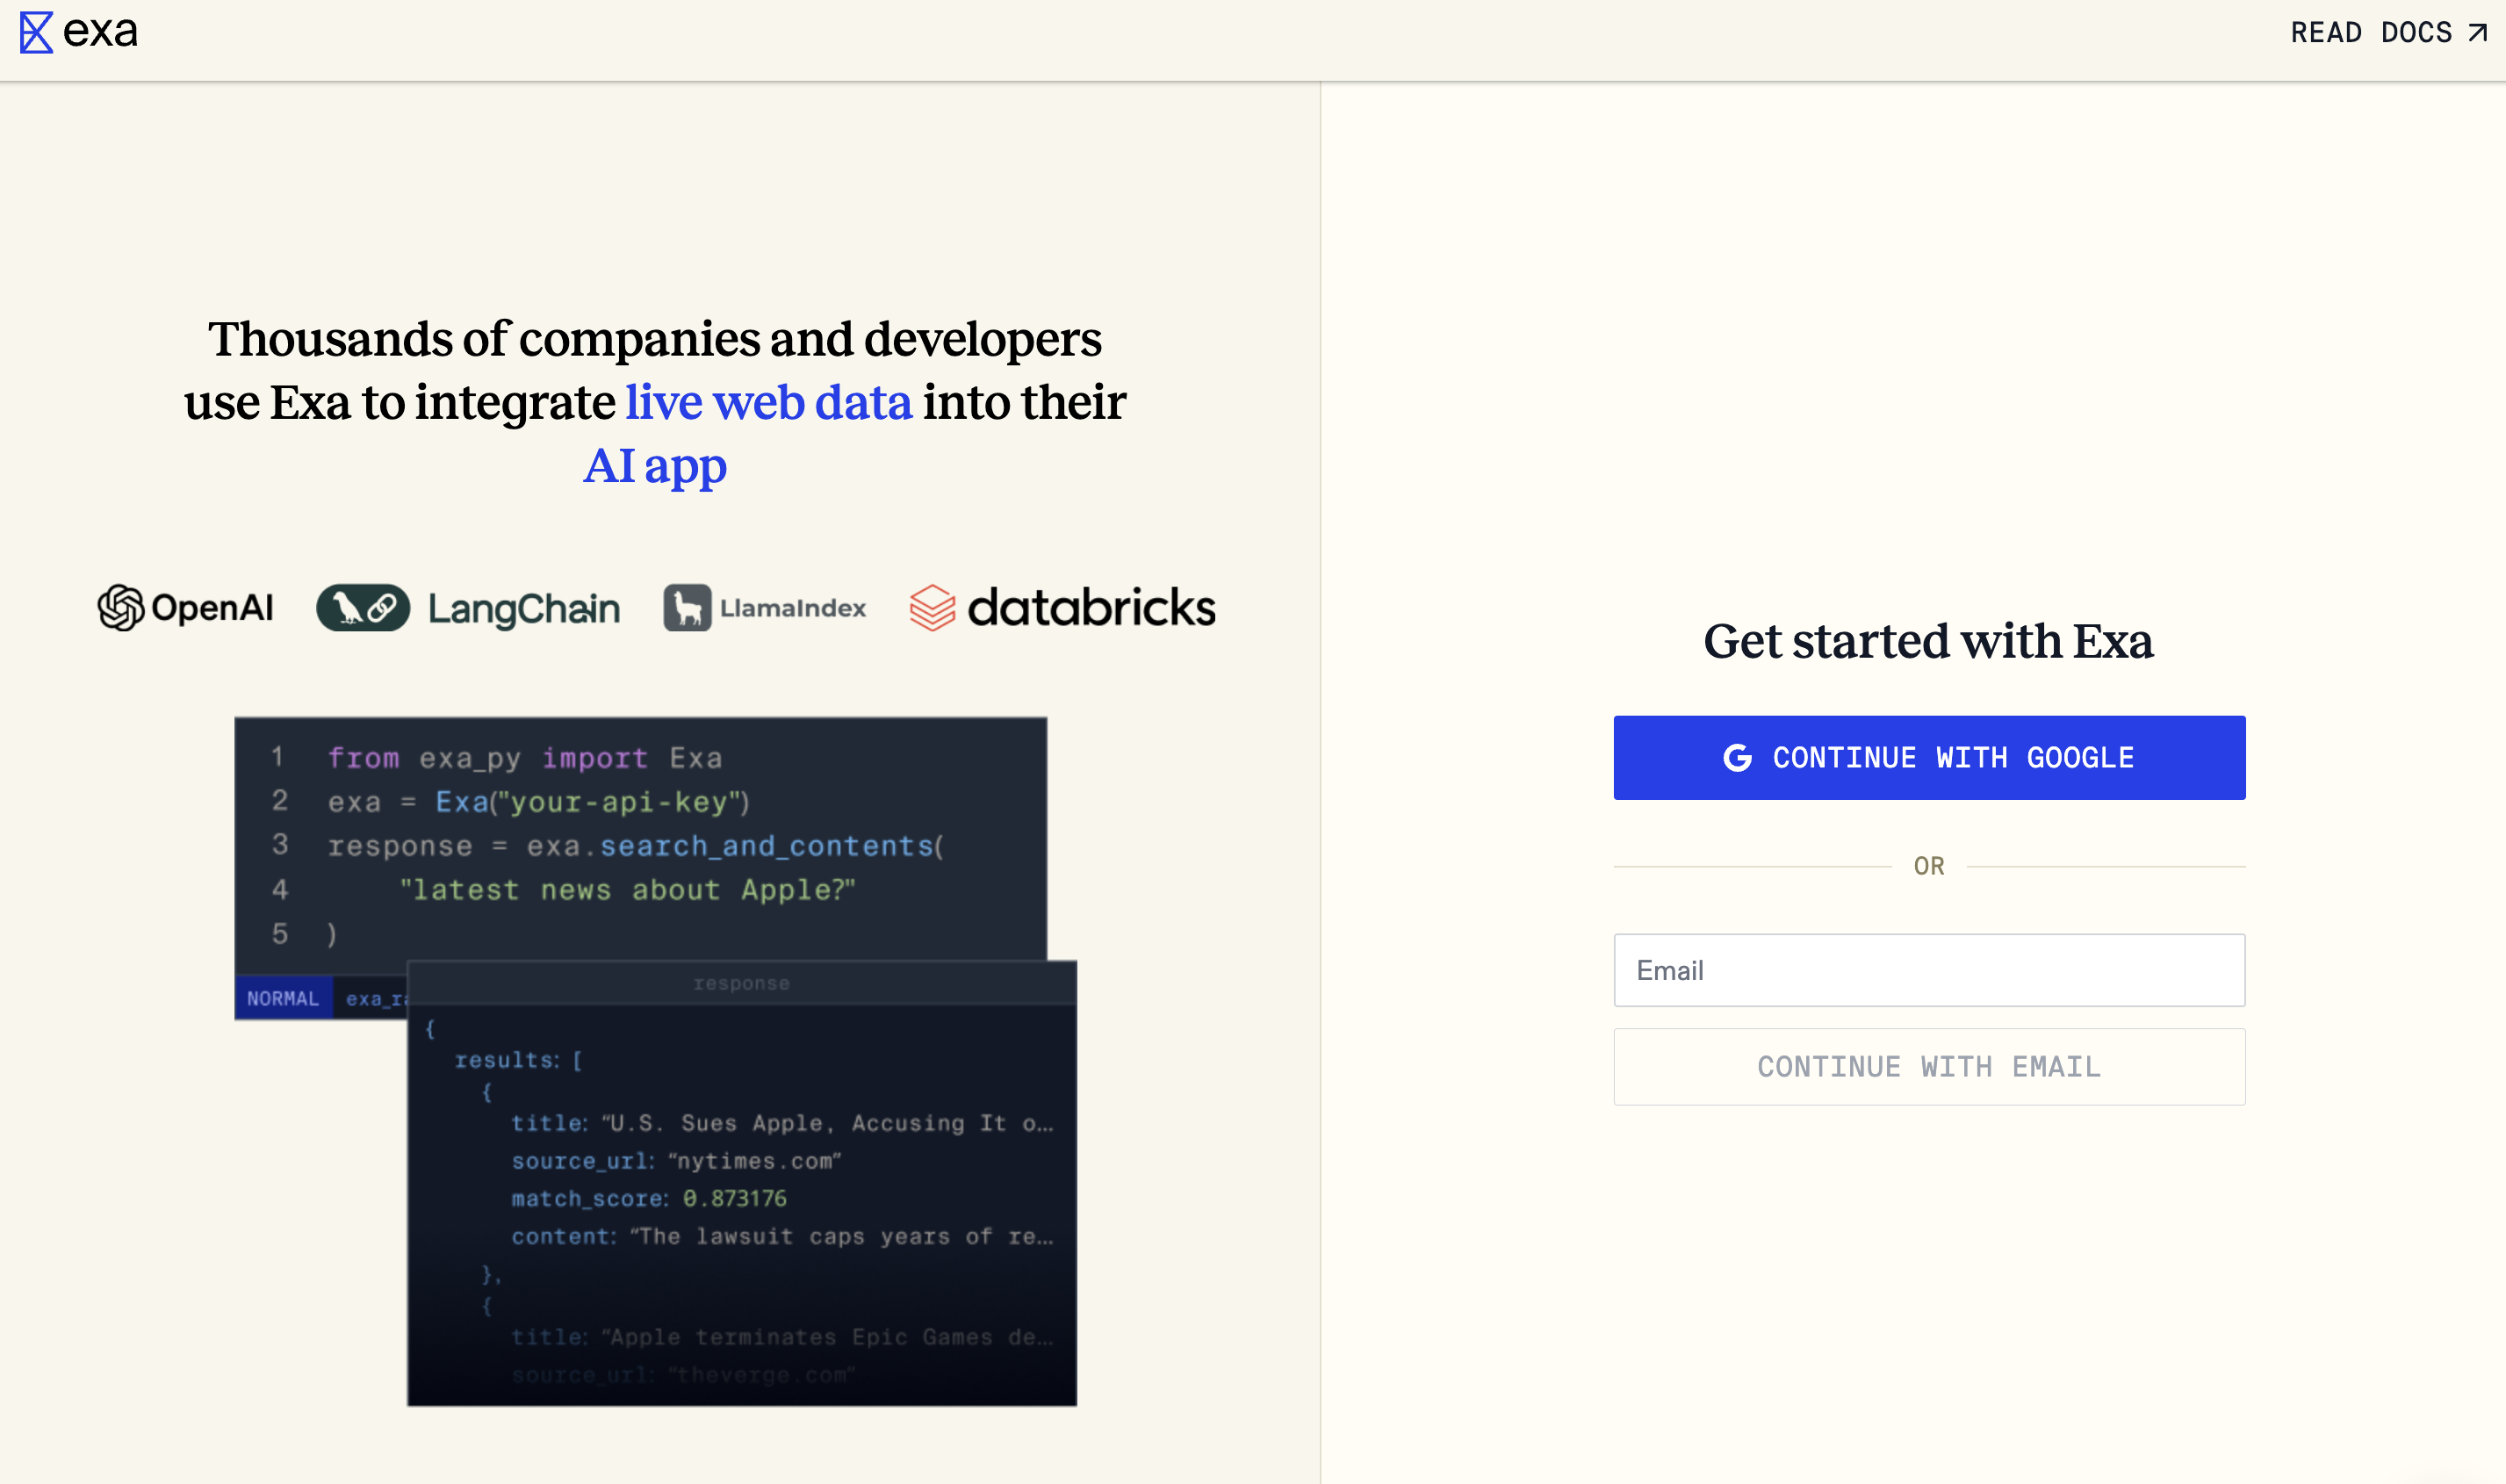 exa
READ DOCS
Thousands of companies and developers
use Exa to integrate live web data into their
AI app
OpenAI
LangChain
LlamaIndex
databricks
1 from exa_py import Exa
2 exa = Exa("your-api-key")
3 response = exa.search_and_contents(
4 "latest news about Apple?"
5 )
NORMAL
response
{
results: [
{
title: “U.S. Sues Apple, Accusing It o…
source_url: “nytimes.com”
match_score: 0.873176
content: “The lawsuit caps years of re…
},
{
title: “Apple terminates Epic Games de…
source_url: “theverge.com”
Get started with Exa
CONTINUE WITH GOOGLE
OR
Email
CONTINUE WITH EMAIL